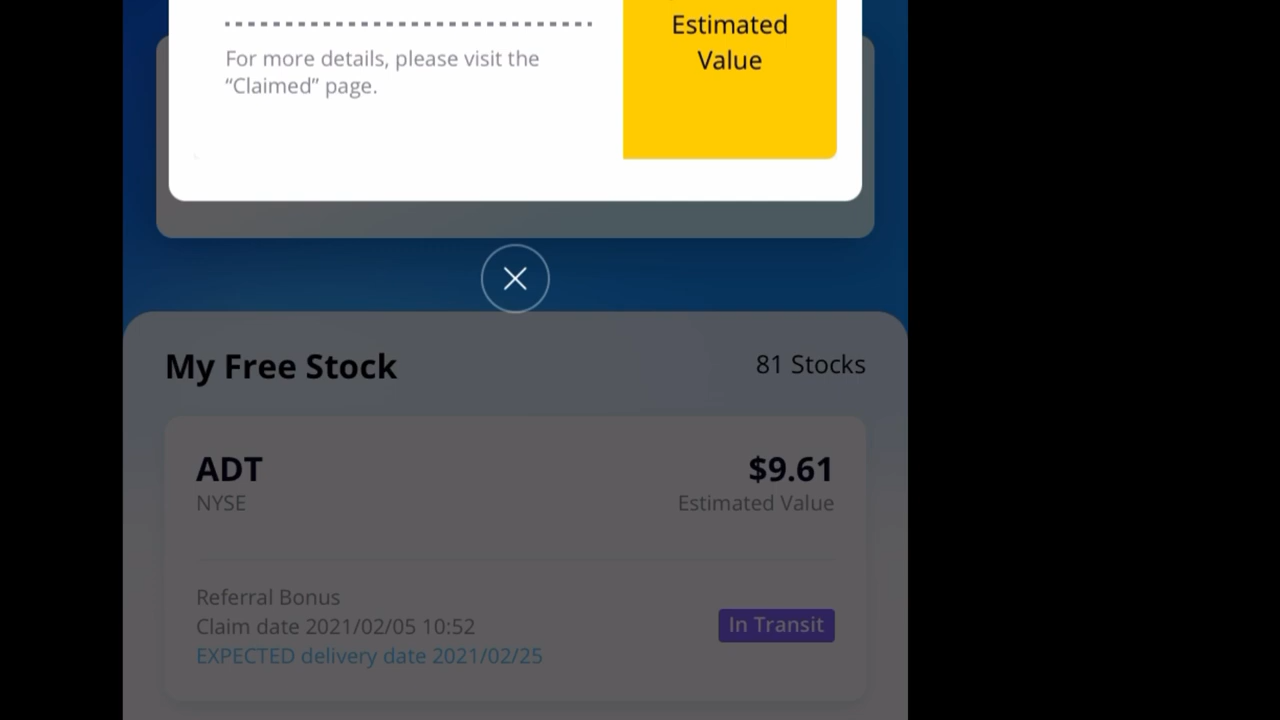 Estimated
Value
For more details, please visit the
“Claimed” page.
My Free Stock
81 Stocks
ADT
$9.61
NYSE
Estimated Value
Referral Bonus
Claim date 2021/02/05 10:52
In Transit
EXPECTED delivery date 2021/02/25